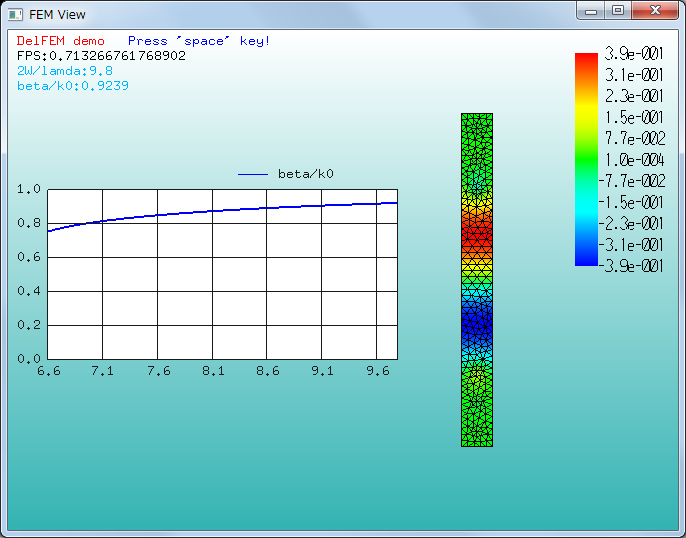 FEM View
DelFEM demo Press "space" key!
FPS:0.713266761768902
2W/lamda:9.8
beta/k0:0.9239
beta/k0
1.0
0.8
0.6
0.4
0.2
0.0
6.6 7.1 7.6 8.1 8.6 9.1 9.6
3.9e-001
3.1e-001
2.3e-001
1.5e-001
7.7e-002
1.0e-004
-7.7e-002
-1.5e-001
-2.3e-001
-3.1e-001
-3.9e-001